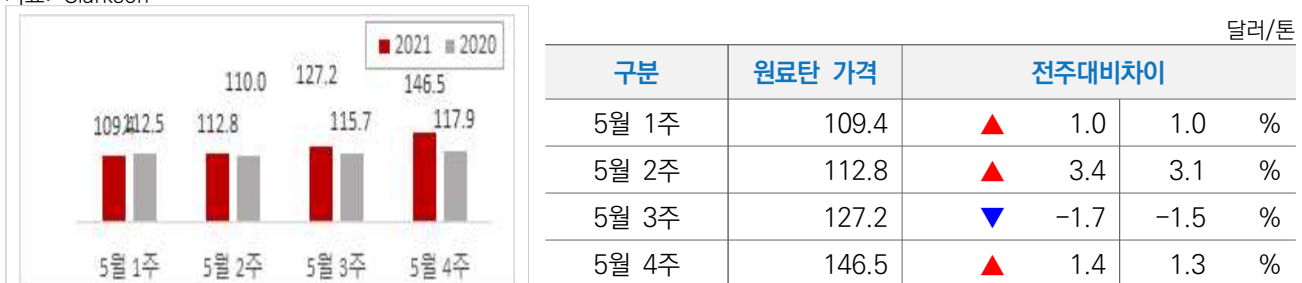 자료: Clarkson
2021 2020
109.4 112.5 112.8 110.0 127.2 115.7 146.5 117.9
5월 1주 5월 2주 5월 3주 5월 4주
달러/톤
구분 원료탄 가격 전주대비차이
5월 1주 109.4 ▲ 1.0 1.0 %
5월 2주 112.8 ▲ 3.4 3.1 %
5월 3주 127.2 ▼ -1.7 -1.5 %
5월 4주 146.5 ▲ 1.4 1.3 %